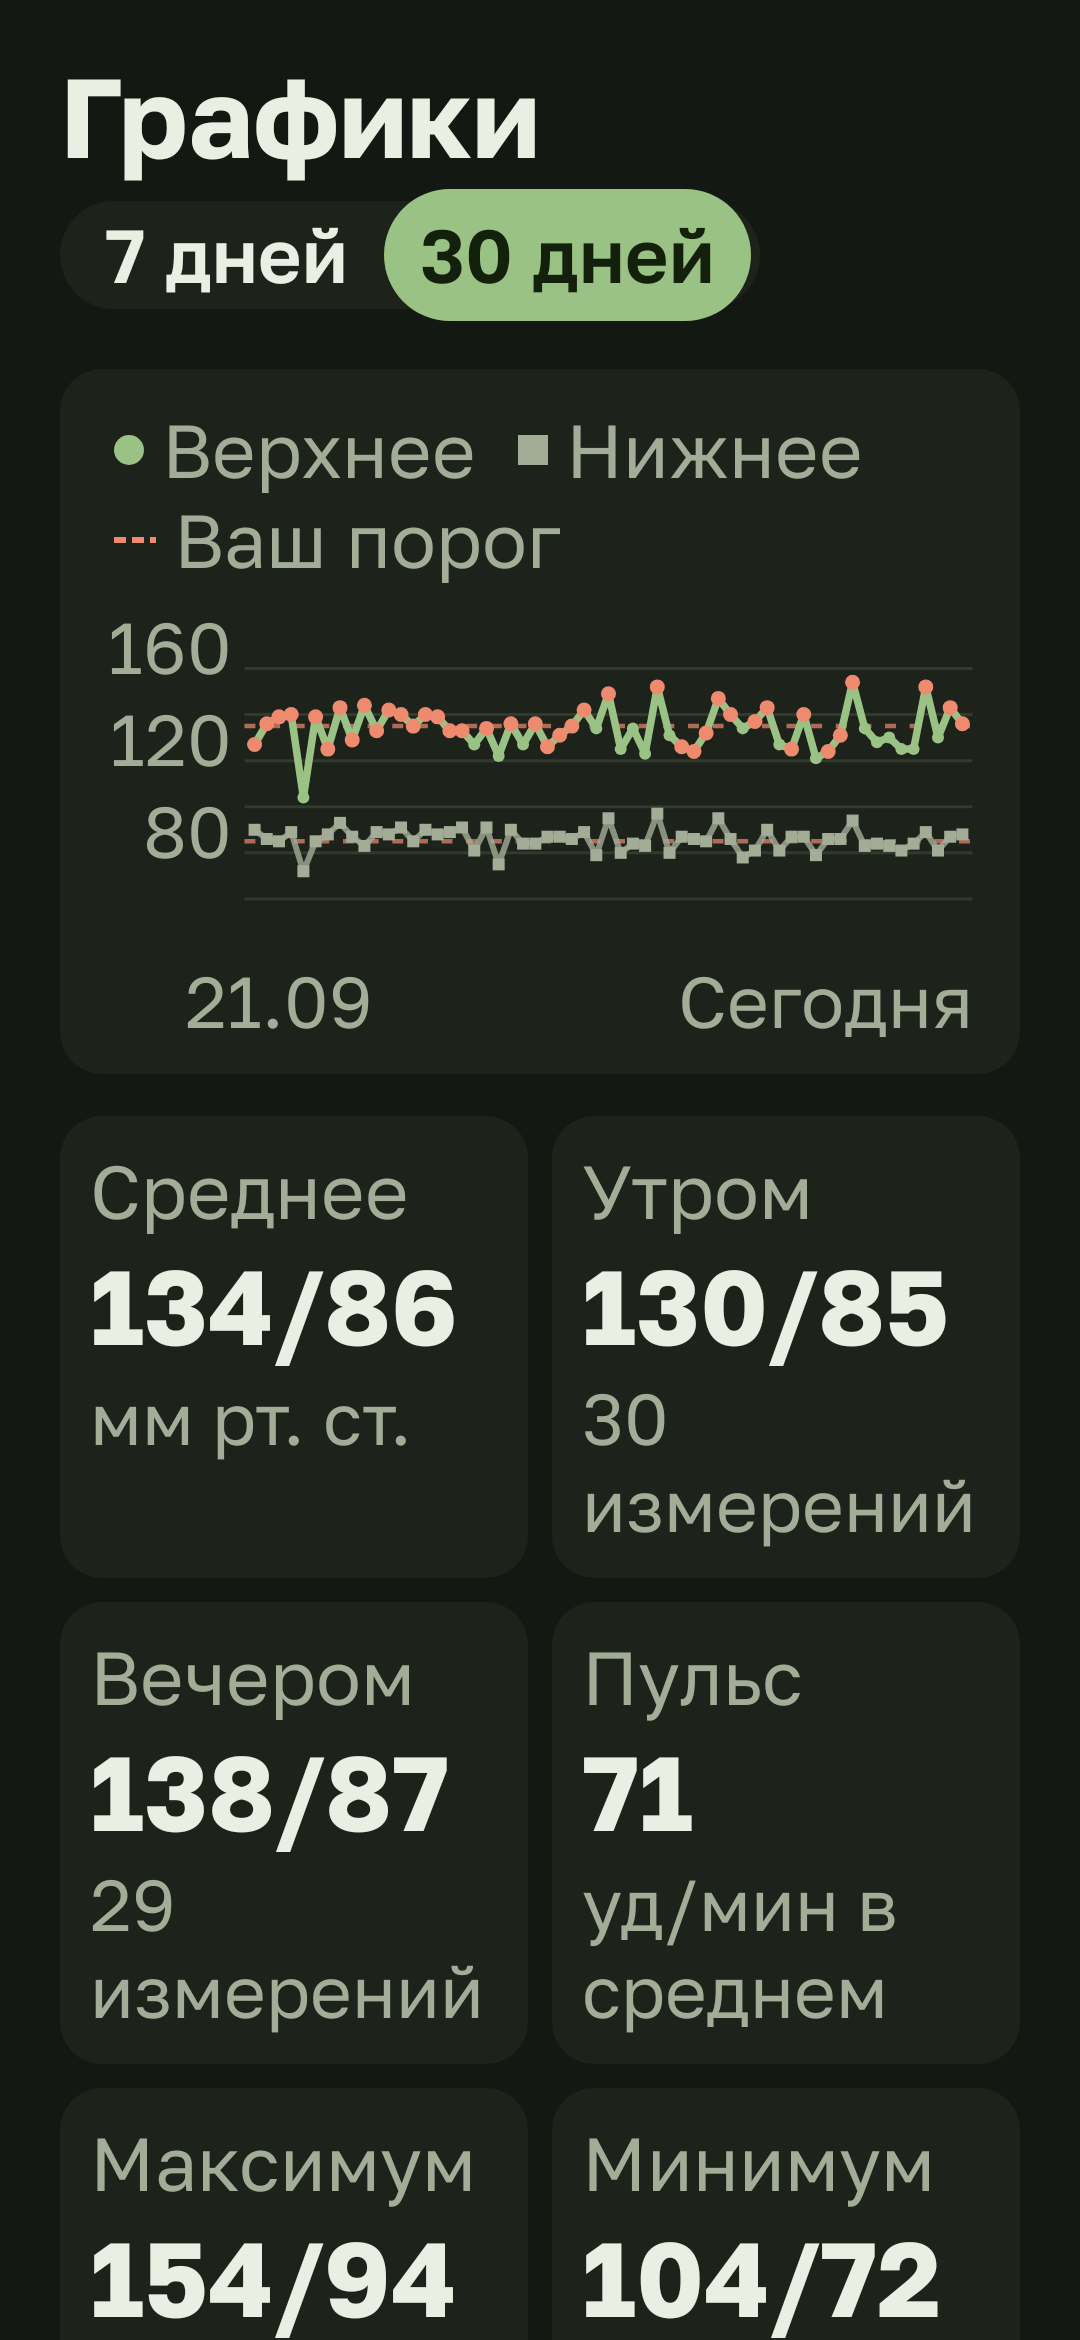 Графики
7 дней 30 дней
Верхнее Нижнее
Ваш порог
160
120
80
21.09 Сегодня
Среднее
134/86
мм рт. ст.
Утром
130/85
30
измерений
Вечером
138/87
29
измерений
Пульс
71
уд/мин в
среднем
Максимум
154/94
Минимум
104/72